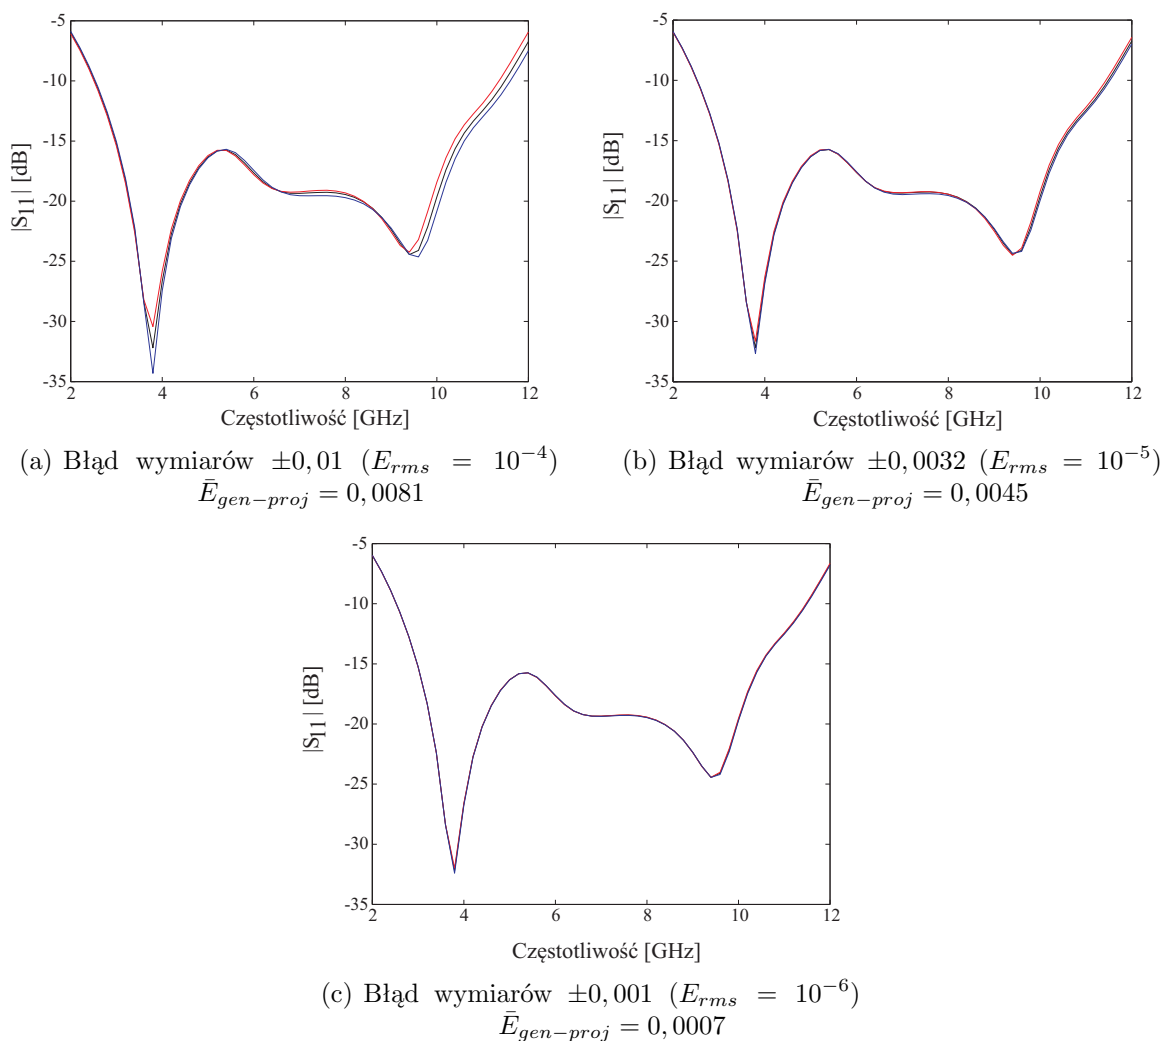 -5
-10
-15
-20
-25
-30
-35
|S11| [dB]
2 4 6 8 10 12
Częstotliwość [GHz]
(a) Błąd wymiarów ±0,01 (Erms = 10−4)
Ēgen−proj = 0,0081
-5
-10
-15
-20
-25
-30
-35
|S11| [dB]
2 4 6 8 10 12
Częstotliwość [GHz]
(b) Błąd wymiarów ±0,0032 (Erms = 10−5)
Ēgen−proj = 0,0045
-5
-10
-15
-20
-25
-30
-35
|S11| [dB]
2 4 6 8 10 12
Częstotliwość [GHz]
(c) Błąd wymiarów ±0,001 (Erms = 10−6)
Ēgen−proj = 0,0007